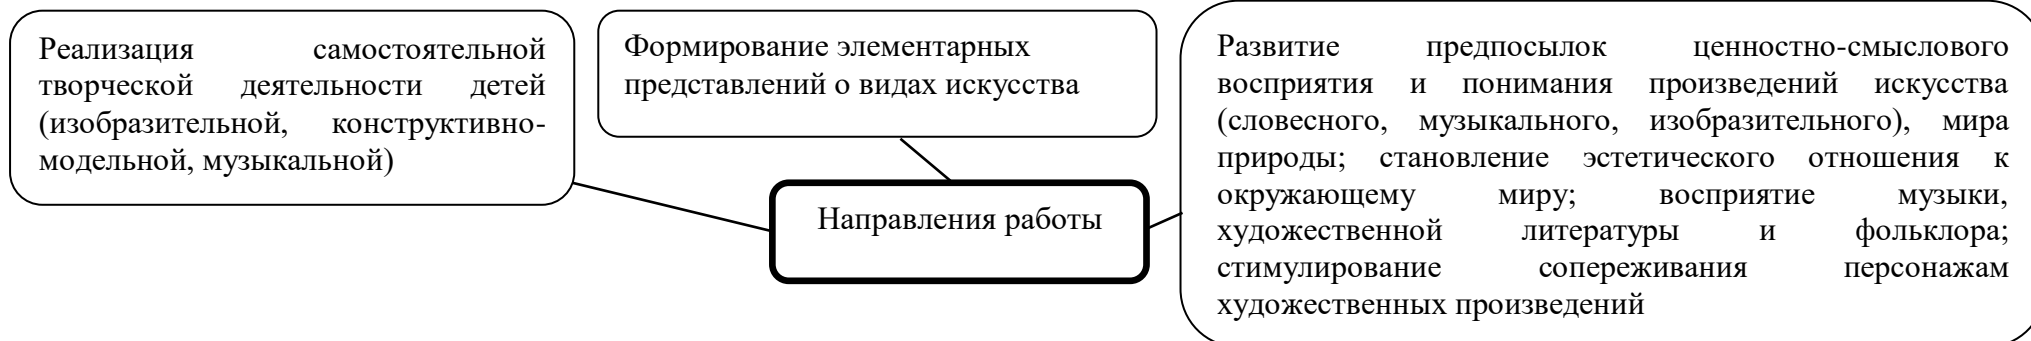 Реализация самостоятельной
творческой деятельности детей
(изобразительной, конструктивно-
модельной, музыкальной)
Формирование элементарных
представлений о видах искусства
Развитие предпосылок ценностно-смыслового
восприятия и понимания произведений искусства
(словесного, музыкального, изобразительного), мира
природы; становление эстетического отношения к
окружающему миру; восприятие музыки,
художественной литературы и фольклора;
стимулирование сопереживания персонажам
художественных произведений
Направления работы